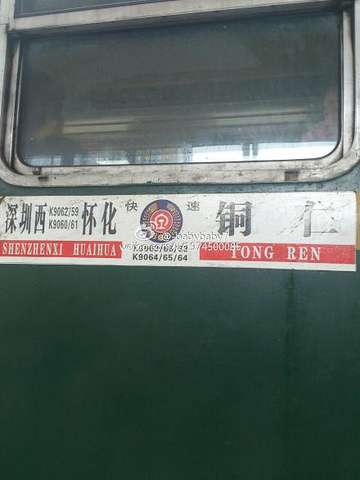 深圳西 K9062/59 怀化 快 速 铜 仁
K9060/61
SHENZHENXI HUAIHUA TONG REN
K9064/65/64